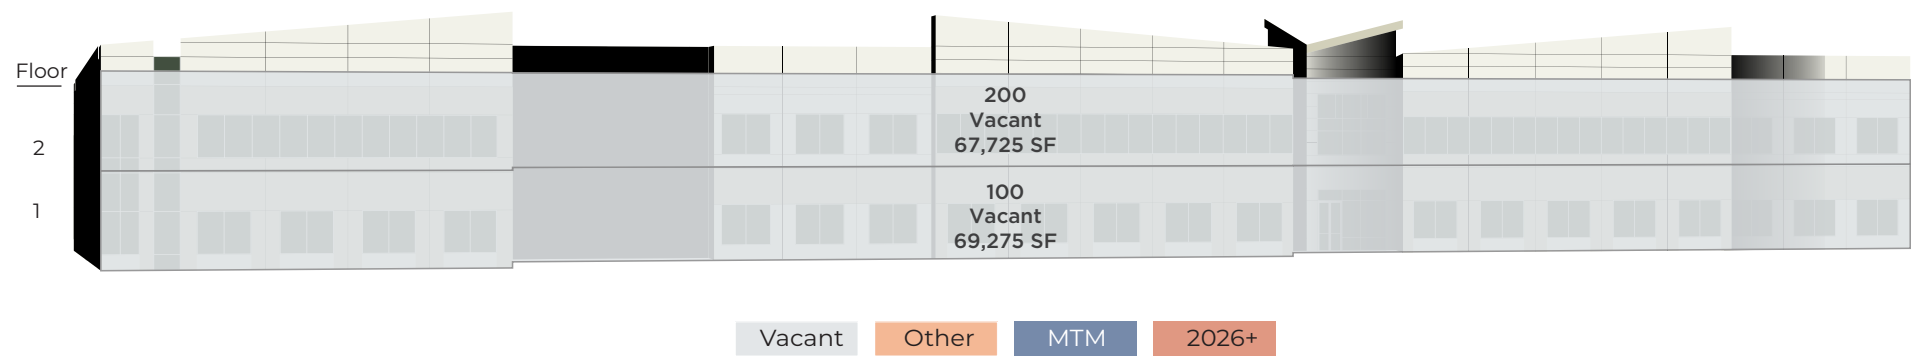 Floor
200
Vacant
67,725 SF
2
100
Vacant
69,275 SF
1
Vacant
Other
MTM
2026+